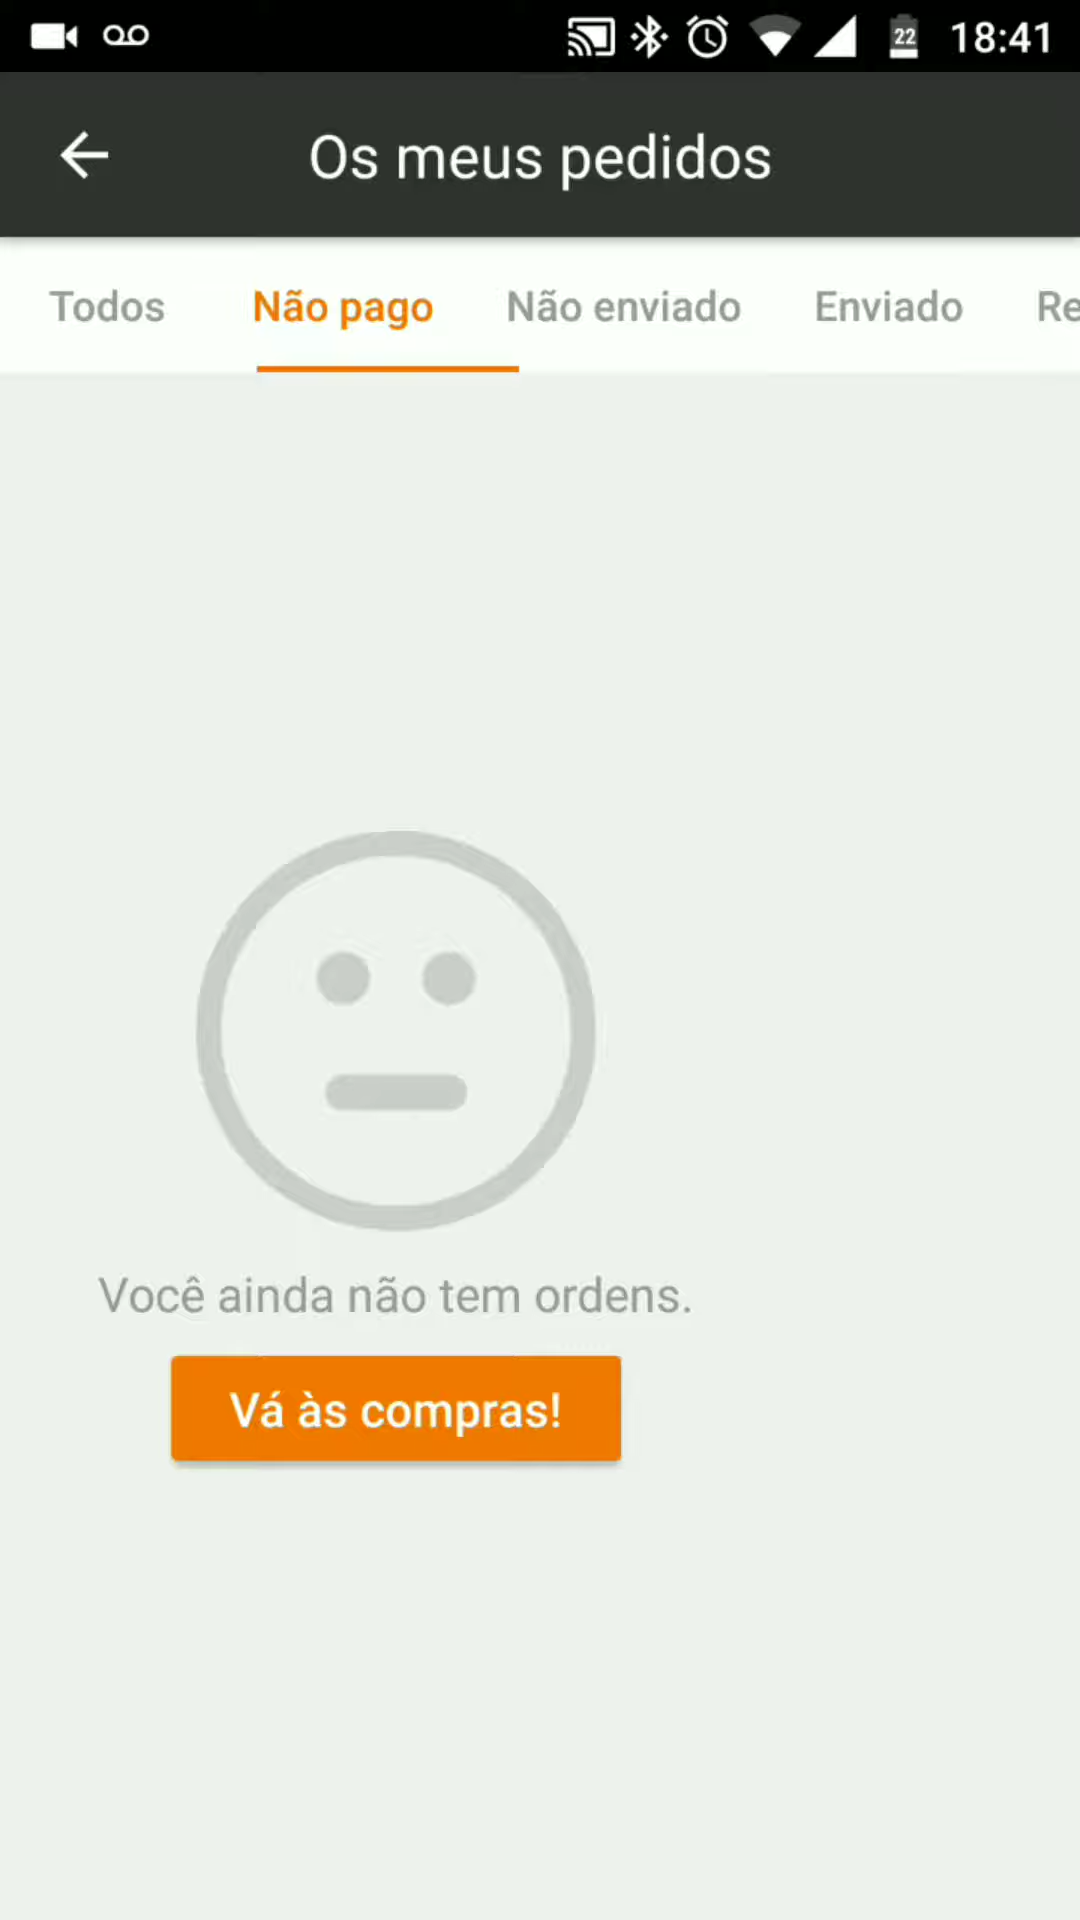 22 18:41
Os meus pedidos
Todos Não pago Não enviado Enviado Re
Você ainda não tem ordens.
Vá às compras!